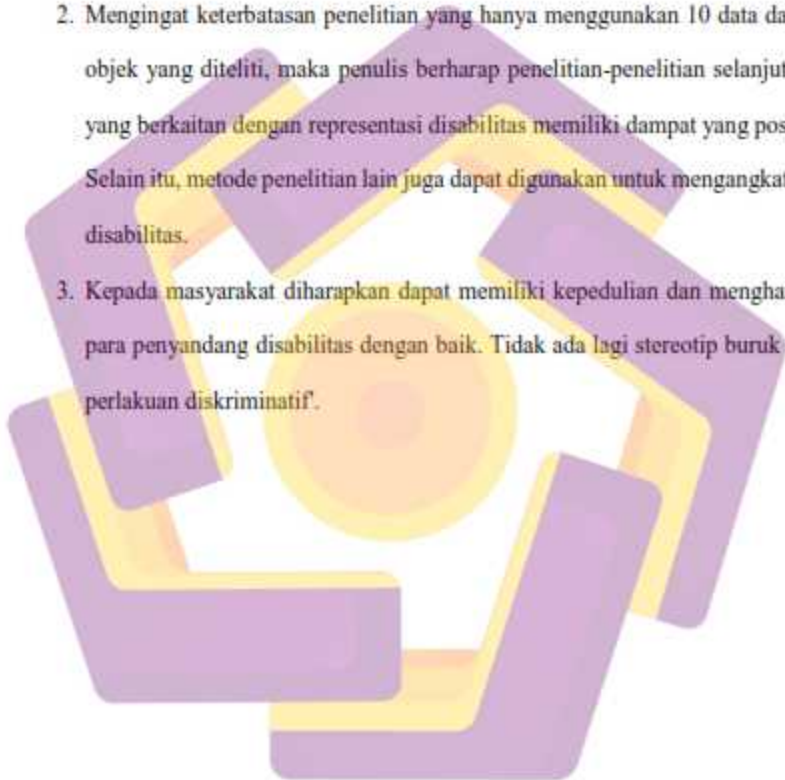 2. Mengingat keterbatasan penelitian yang hanya menggunakan 10 data da
objek yang diteliti, maka penulis berharap penelitian-penelitian selanjut
yang berkaitan dengan representasi disabilitas memiliki dampat yang pos
Selain itu, metode penelitian lain juga dapat digunakan untuk mengangkat
disabilitas.
3. Kepada masyarakat diharapkan dapat memiliki kepedulian dan mengha
para penyandang disabilitas dengan baik. Tidak ada lagi stereotip buruk
perlakuan diskriminatif'.